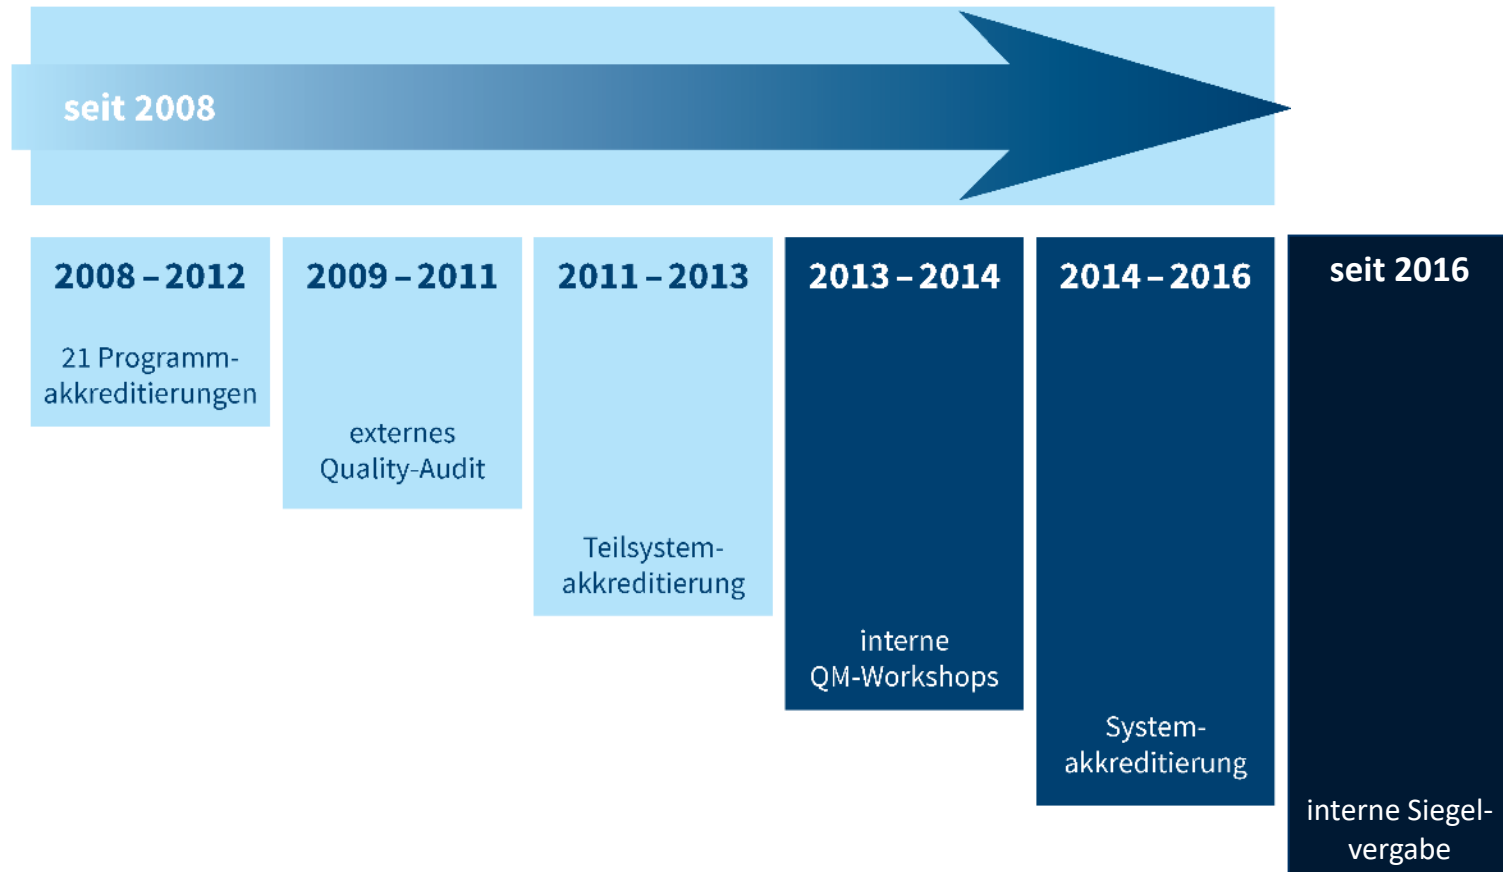 seit 2008
2008 – 2012
21 Programm-
akkreditierungen
2009 – 2011
externes
Quality-Audit
2011 – 2013
Teilsystem-
akkreditierung
2013 – 2014
interne
QM-Workshops
2014 – 2016
System-
akkreditierung
seit 2016
interne Siegel-
vergabe